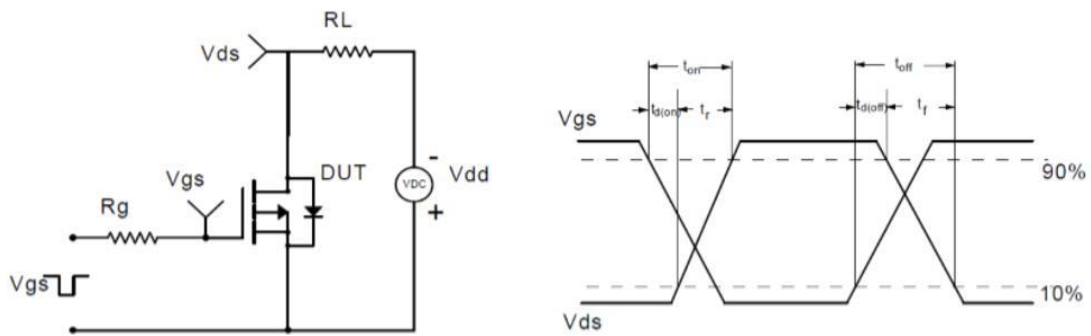 RL
Vds
DUT
-
Vdd
VDC
+
Vgs
Rg
Vgs
ton
toff
td(on)
tr
td(off)
tf
Vgs
90%
10%
Vds